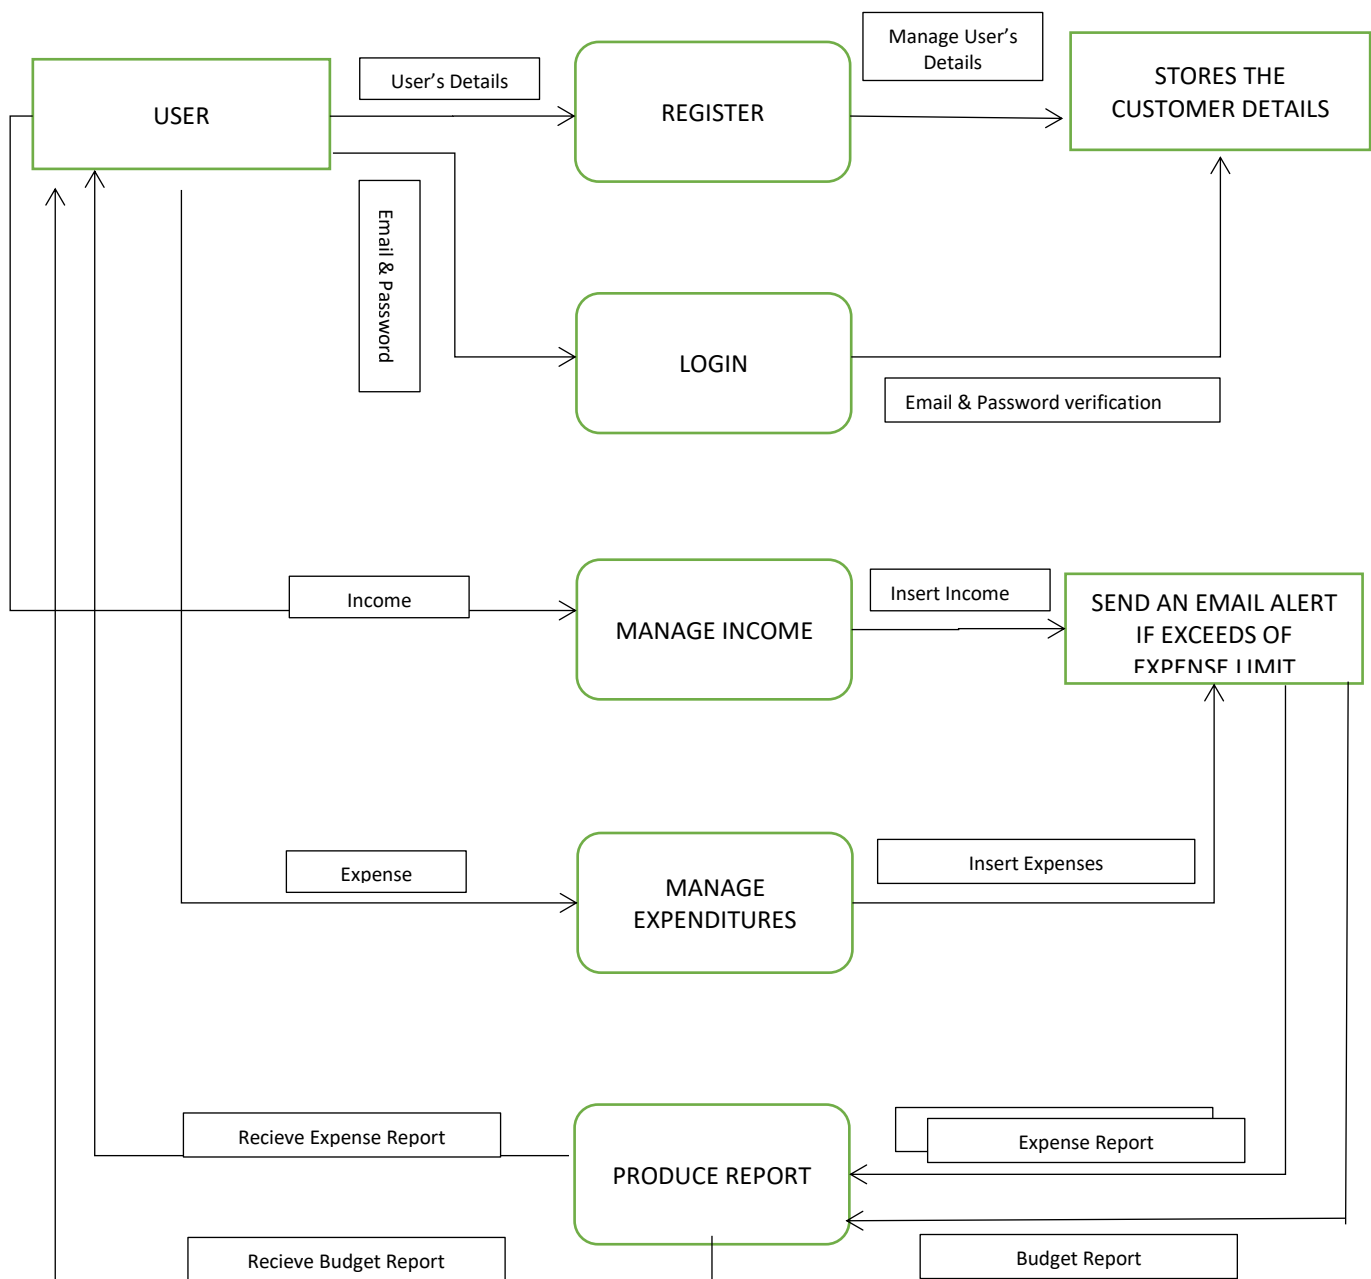 Manage User's
Details
User's Details
USER
REGISTER
STORES THE
CUSTOMER DETAILS
Email & Password
LOGIN
Email & Password verification
Income
MANAGE INCOME
Insert Income
SEND AN EMAIL ALERT
IF EXCEEDS OF
EXPENSE LIMIT
Expense
MANAGE
EXPENDITURES
Insert Expenses
Recieve Expense Report
PRODUCE REPORT
Expense Report
Recieve Budget Report
Budget Report